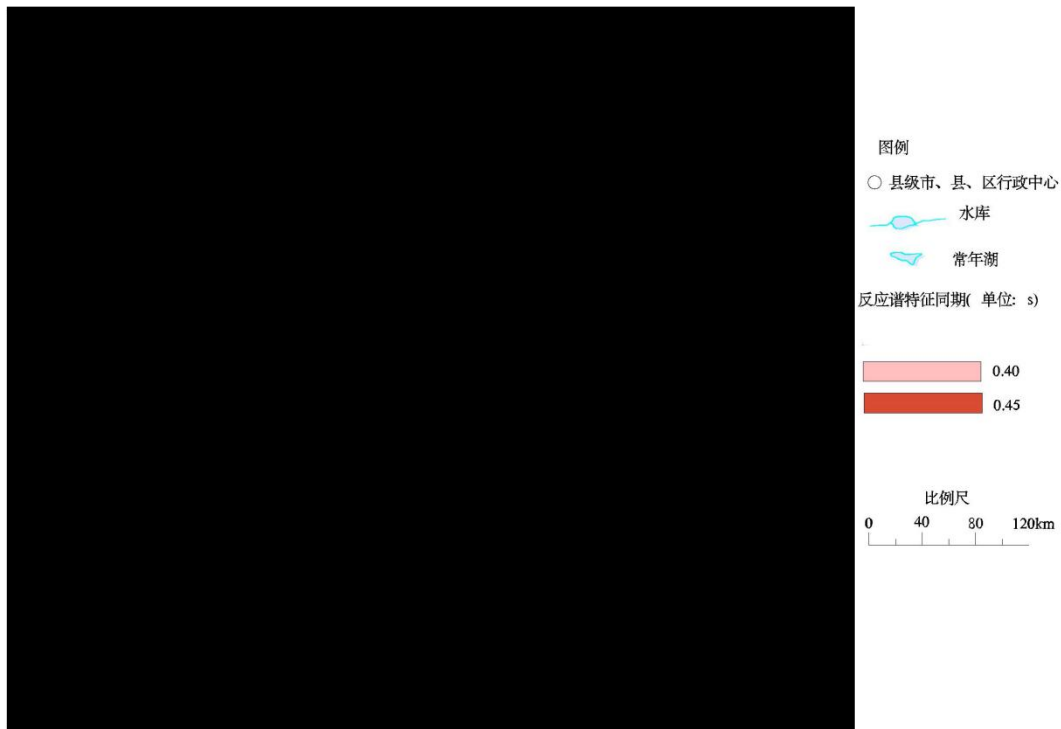 图例
县级市、县、区行政中心
水库
常年湖
反应谱特征同期( 单位: s)
0.40
0.45
比例尺
0 40 80 120km